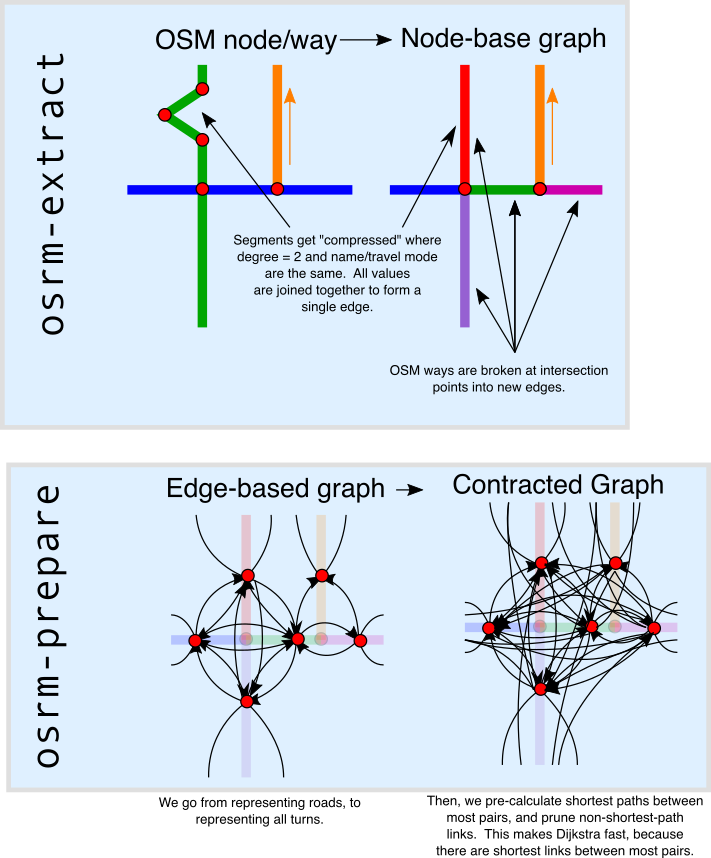 osrm-extract
OSM node/way
Node-base graph
Segments get "compressed" where
degree = 2 and name/travel mode
are the same.  All values
are joined together to form a
single edge.
OSM ways are broken at intersection
points into new edges.
osrm-prepare
Edge-based graph
Contracted Graph
We go from representing roads, to
representing all turns.
Then, we pre-calculate shortest paths between
most pairs, and prune non-shortest-path
links.  This makes Dijkstra fast, because
there are shortest links between most pairs.